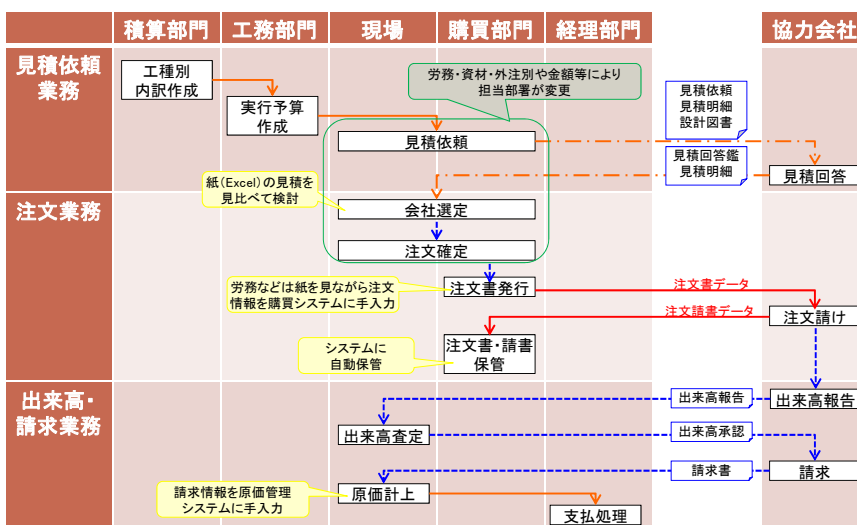 積算部門
工務部門
現場
購買部門
経理部門
協力会社
見積依頼
業務
工種別
内訳作成
実行予算
作成
労務・資材・外注別や金額等により
担当部署が変更
見積依頼
見積依頼
見積明細
設計図書
見積回答鑑
見積明細
見積回答
紙(Excel)の見積を
見比べて検討
注文業務
会社選定
注文確定
労務などは紙を見ながら注文
情報を購買システムに手入力
注文書発行
注文書データ
注文請書データ
注文請け
システムに
自動保管
注文書・請書
保管
出来高・
請求業務
出来高報告
出来高報告
出来高査定
出来高承認
請求書
請求
請求情報を原価管理
システムに手入力
原価計上
支払処理